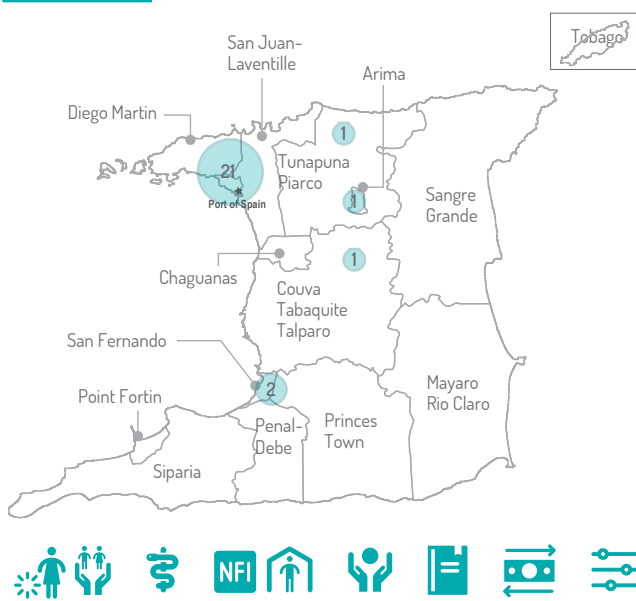 Tobago
San Juan-
Laventille
Arima
Diego Martin
1
21
Tunapuna
Piarco
1
Sangre
Grande
Port of Spain
1
Chaguanas
Couva
Tabaquite
Talparo
San Fernando
2
Mayaro
Rio Claro
Point Fortin
Penal-
Debe
Princes
Town
Siparia
NFI